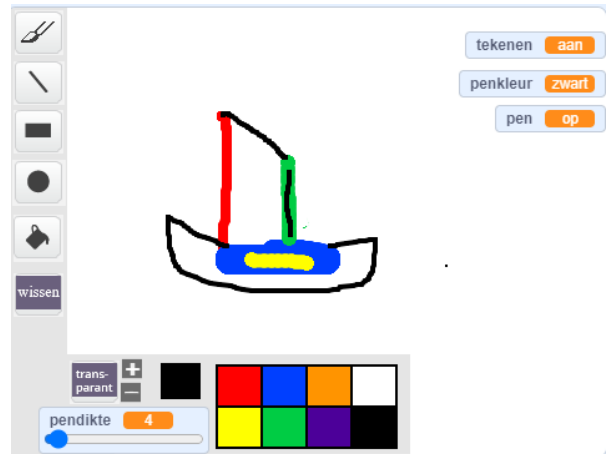 tekenen aan
penkleur zwart
pen op
wissen
trans-
parant
+
−
pendikte 4